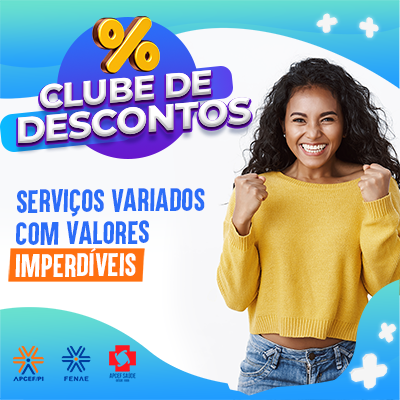 %
CLUBE DE
DESCONTOS
SERVIÇOS VARIADOS
COM VALORES
IMPERDÍVEIS
APCEF/PI
FENAE
APCEF SAÚDE